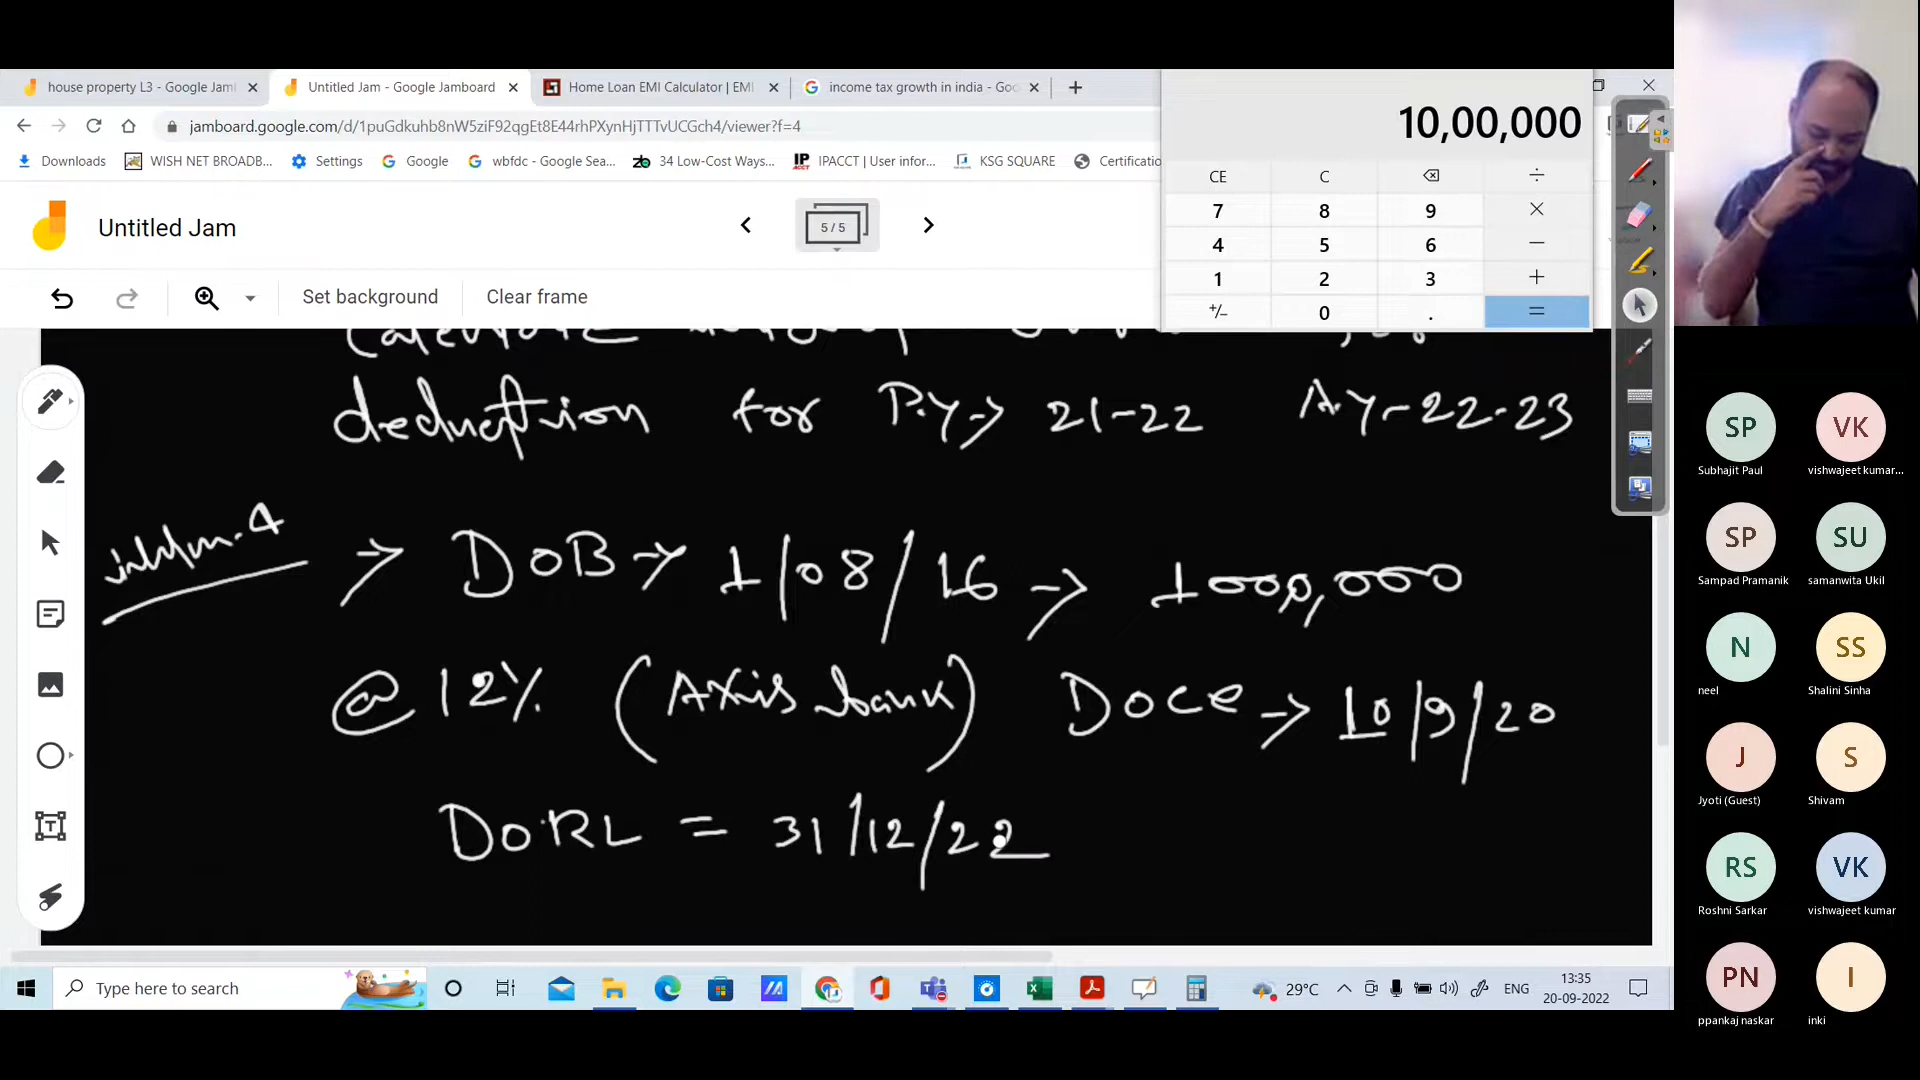 house property L3 - Google Jam
Untitled Jam - Google Jamboard
Home Loan EMI Calculator | EMI
income tax growth in india - Goo
jamboard.google.com/d/1puGdkuhb8nW5ziF92qgEt8E44rhPXynHjTTTvUCGch4/viewer?f=4
Downloads
WISH NET BROADB...
Settings
Google
wbfdc - Google Sea...
34 Low-Cost Ways...
IPACCT | User infor...
KSG SQUARE
Certificatio
10,00,000
CE C ⌫ ÷
7 8 9 ×
4 5 6 −
1 2 3 +
+/− 0 . =
Untitled Jam
5 / 5
Set background
Clear frame
deduction for P.Y→ 21-22 A.Y-22-23
→ DOB → 1/08/16 → 1000,000
@ 12% (Axis bank) DOCC → 10/9/20
DORL = 31/12/22
Type here to search
29°C
ENG
13:35
20-09-2022
SP VK
Subhajit Paul vishwajeet kumar...
SP SU
Sampad Pramanik samanwita Ukil
N SS
neel Shalini Sinha
J S
Jyoti (Guest) Shivam
RS VK
Roshni Sarkar vishwajeet kumar
PN I
ppankaj naskar inki